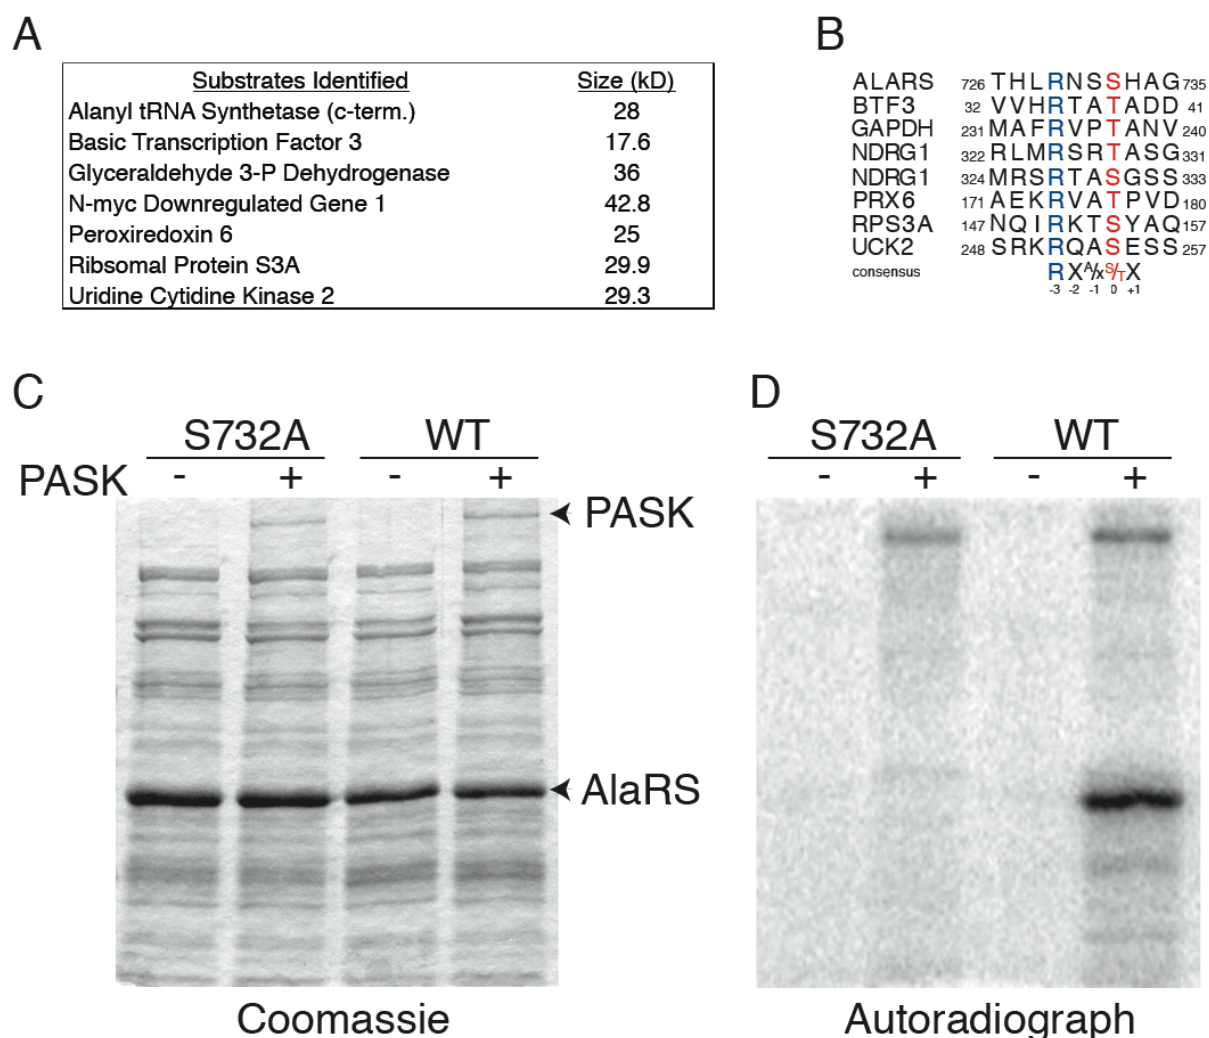 A
Substrates Identified Size (kD)
Alanyl tRNA Synthetase (c-term.) 28
Basic Transcription Factor 3 17.6
Glyceraldehyde 3-P Dehydrogenase 36
N-myc Downregulated Gene 1 42.8
Peroxiredoxin 6 25
Ribsomal Protein S3A 29.9
Uridine Cytidine Kinase 2 29.3
B
ALARS 726 THLRNSSHAG 735
BTF3 32 VVHRTATADD 41
GAPDH 231 MAFRVPTANV 240
NDRG1 322 RLMRSRTASG 331
NDRG1 324 MRSRTASGSS 333
PRX6 171 AEKRVATPVD 180
RPS3A 147 NQIRKTSYAQ 157
UCK2 248 SRKRQASESS 257
consensus RXA/xS/TX
-3 -2 -1 0 +1
C
S732A WT
PASK - + - +
PASK
AlaRS
Coomassie
D
S732A WT
- + - +
Autoradiograph